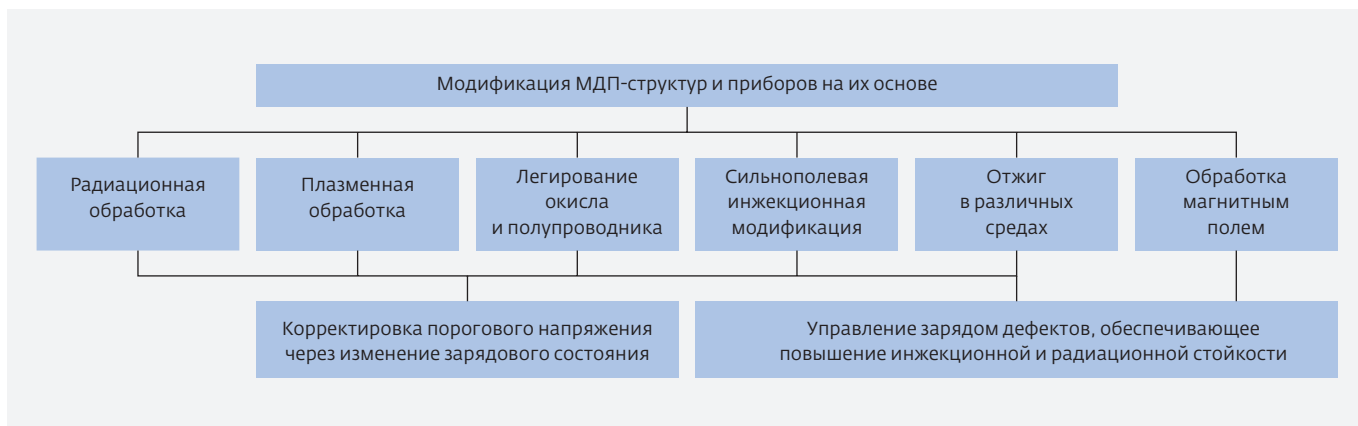 Модификация МДП-структур и приборов на их основе
Радиационная
обработка
Плазменная
обработка
Легирование
окисла
и полупроводника
Сильнополевая
инжекционная
модификация
Отжиг
в различных
средах
Обработка
магнитным
полем
Корректировка порогового напряжения
через изменение зарядового состояния
Управление зарядом дефектов, обеспечивающее
повышение инжекционной и радиационной стойкости